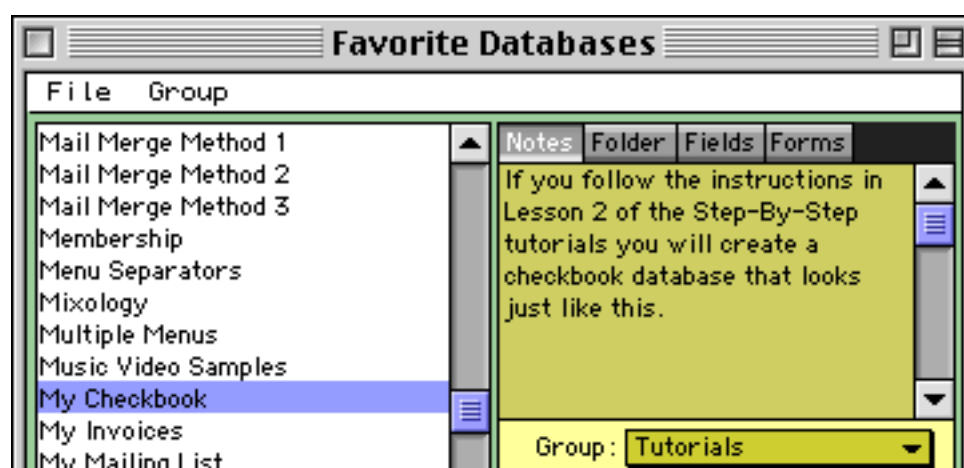 Favorite Databases
File Group
Mail Merge Method 1
Mail Merge Method 2
Mail Merge Method 3
Membership
Menu Separators
Mixology
Multiple Menus
Music Video Samples
My Checkbook
My Invoices
My Mailing List
Notes Folder Fields Forms
If you follow the instructions in
Lesson 2 of the Step-By-Step
tutorials you will create a
checkbook database that looks
just like this.
Group: Tutorials